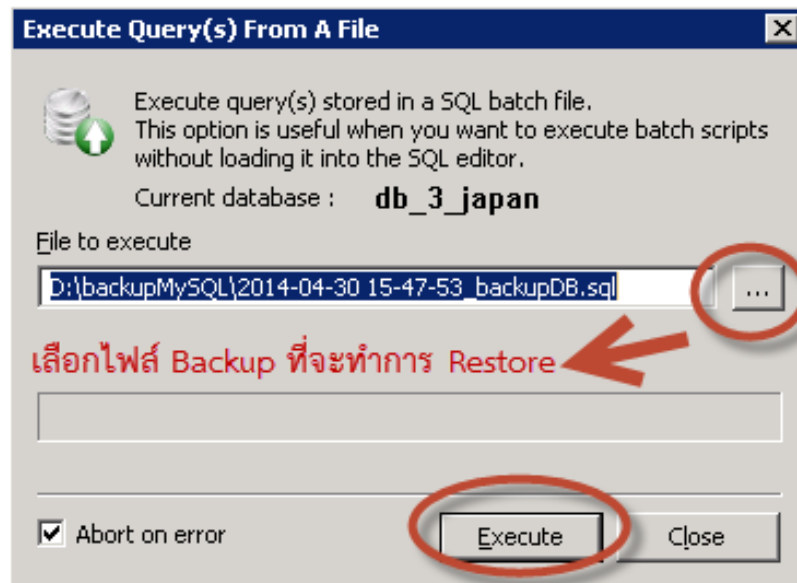 Execute Query(s) From A File
Execute query(s) stored in a SQL batch file.
This option is useful when you want to execute batch scripts
without loading it into the SQL editor.
Current database : db_3_japan
File to execute
D:\backupMySQL\2014-04-30 15-47-53_backupDB.sql
...
เลือกไฟล์ Backup ที่จะทำการ Restore
Abort on error
Execute
Close